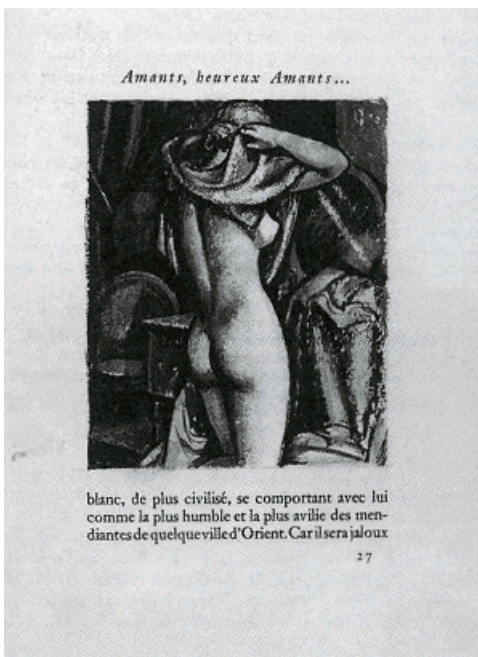 Amants, heureux Amants...
blanc, de plus civilisé, se comportant avec lui
comme la plus humble et la plus avilie des men-
diantes de quelque ville d'Orient. Car il sera jaloux
27